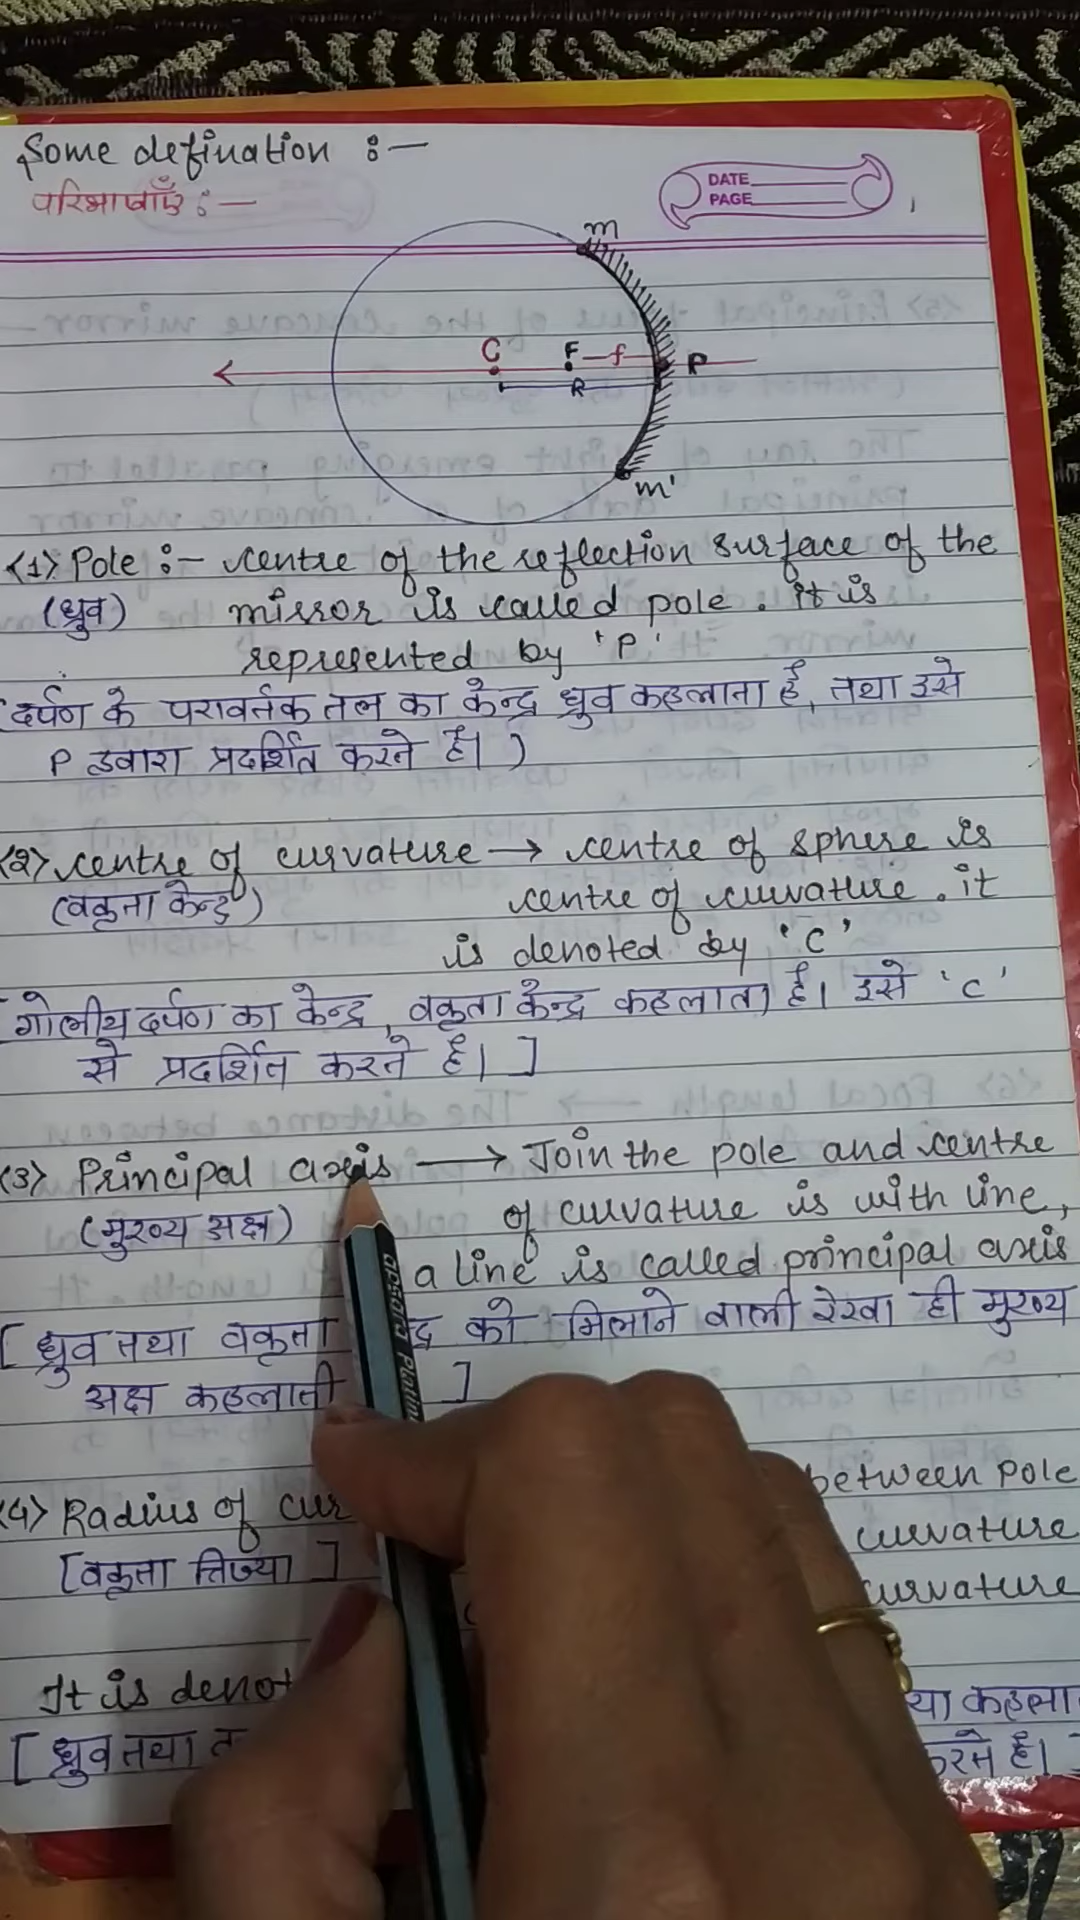 Some defination :-
परिभाषाएँ :-
DATE
PAGE
m
C F f P
R
m'
<1> Pole :- centre of the reflection surface of the
(ध्रुव) mirror is called pole. it is
represented by 'P'
[दर्पण के परावर्तक तल का केन्द्र ध्रुव कहलाता है, तथा उसे
P द्वारा प्रदर्शित करते हैं। )
<2> centre of curvature → centre of sphere is
(वक्रता केन्द्र) centre of curvature. it
is denoted by 'C'
[गोलीय दर्पण का केन्द्र, वक्रता केन्द्र कहलाता है। इसे 'C'
से प्रदर्शित करते है। ]
<3> Principal axis → Join the pole and centre
(मुख्य अक्ष) of curvature is with line,
a line is called principal axis
[ध्रुव तथा वक्रता को मिलाने वाली रेखा ही मुख्य
अक्ष कहलाती ]
<4> Radius of cur between pole
[वक्रता त्रिज्या ] curvature
curvature
It is denot
[ ध्रुव तथा करते है।